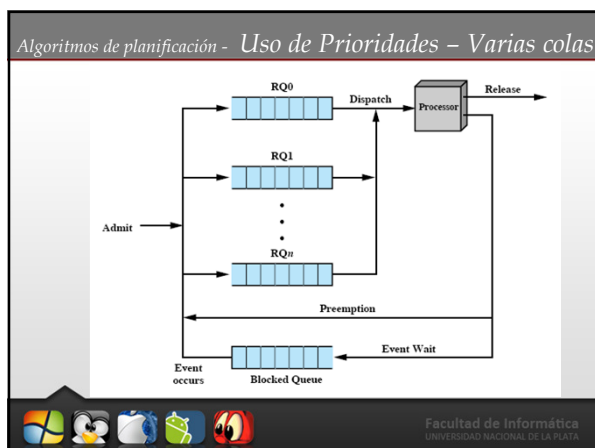 Algoritmos de planificación - Uso de Prioridades – Varias colas
RQ0
Dispatch
Processor
Release
RQ1
Admit
RQn
Preemption
Event Wait
Event
occurs
Blocked Queue
Facultad de Informática
UNIVERSIDAD NACIONAL DE LA PLATA